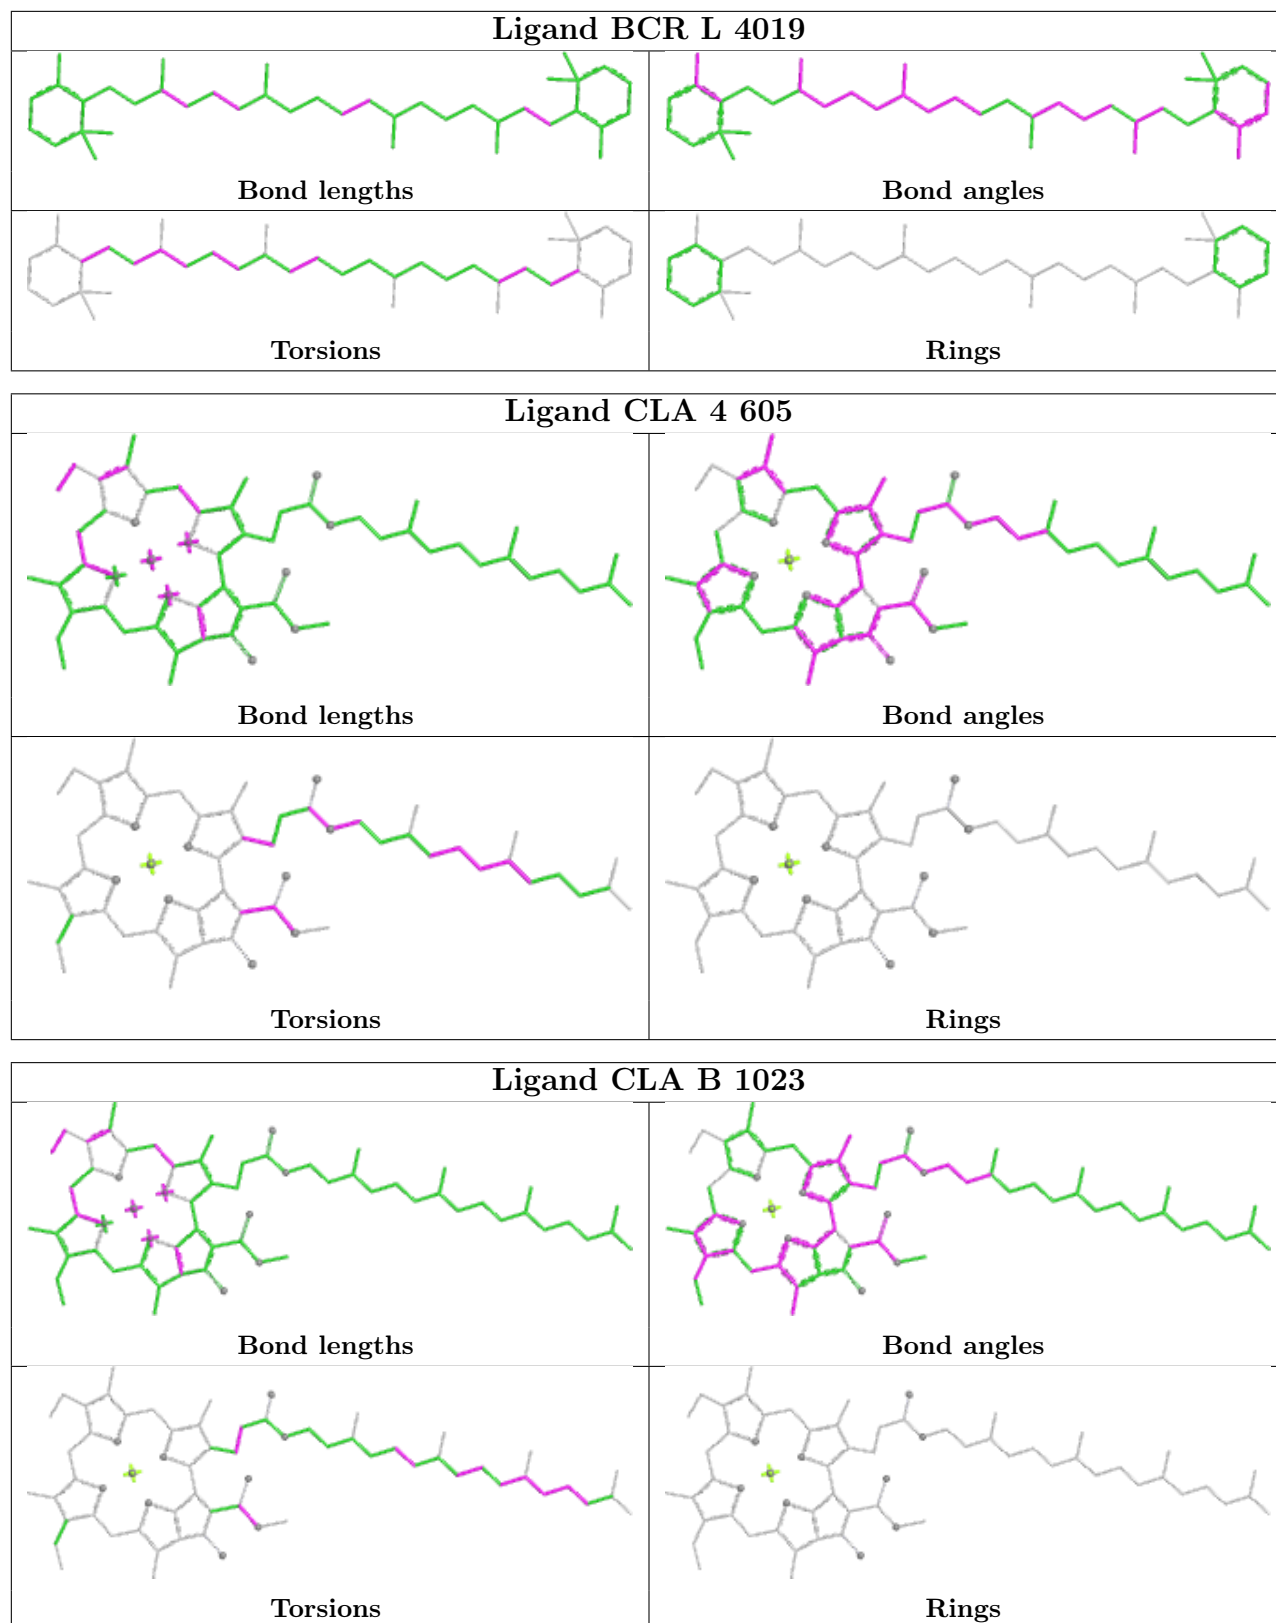 Ligand BCR L 4019
Bond lengths
Bond angles
Torsions
Rings
Ligand CLA 4 605
Bond lengths
Bond angles
Torsions
Rings
Ligand CLA B 1023
Bond lengths
Bond angles
Torsions
Rings